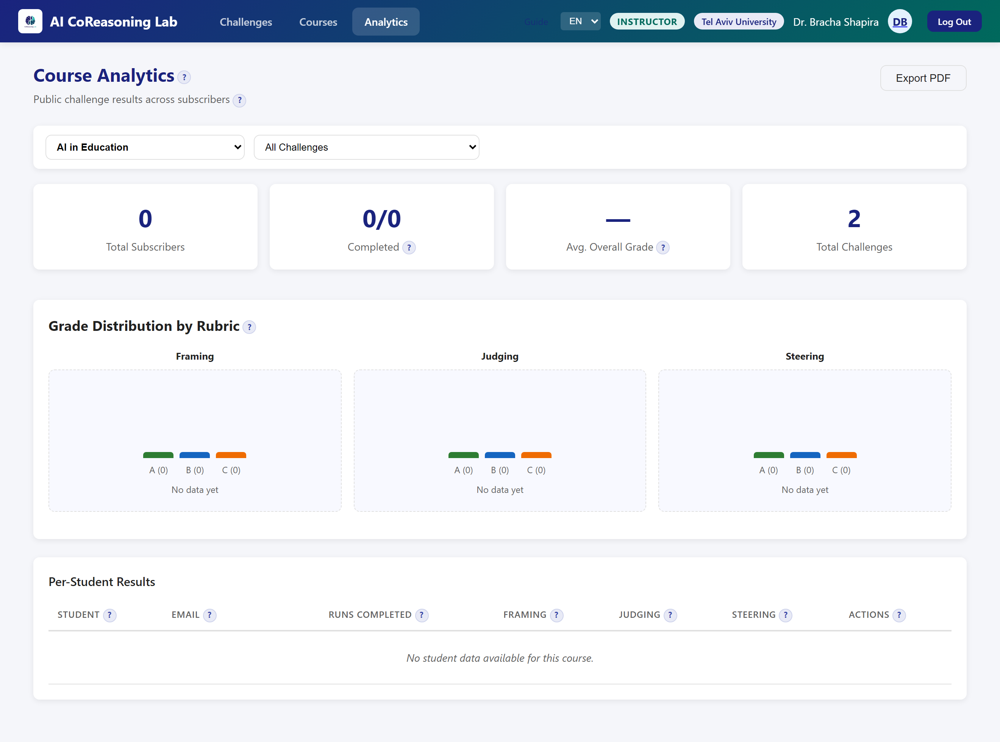 AI CoReasoning Lab
Challenges
Courses
Analytics
Guide
EN
INSTRUCTOR
Tel Aviv University
Dr. Bracha Shapira
DB
Log Out
Course Analytics ?
Export PDF
Public challenge results across subscribers ?
AI in Education
All Challenges
0
Total Subscribers
0/0
Completed ?
—
Avg. Overall Grade ?
2
Total Challenges
Grade Distribution by Rubric ?
Framing
A (0) B (0) C (0)
No data yet
Judging
A (0) B (0) C (0)
No data yet
Steering
A (0) B (0) C (0)
No data yet
Per-Student Results
STUDENT ? EMAIL ? RUNS COMPLETED ? FRAMING ? JUDGING ? STEERING ? ACTIONS ?
No student data available for this course.